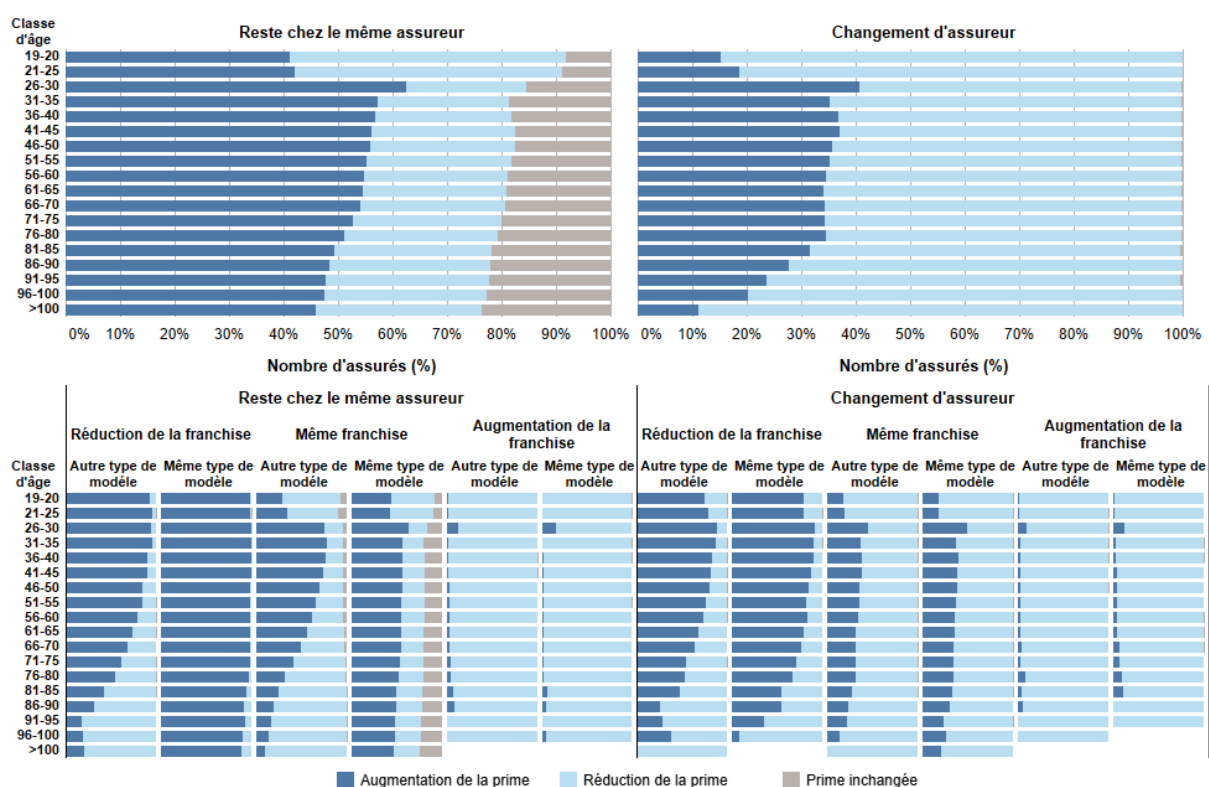 Classe
d'âge
Reste chez le même assureur
Changement d'assureur
19-20
21-25
26-30
31-35
36-40
41-45
46-50
51-55
56-60
61-65
66-70
71-75
76-80
81-85
86-90
91-95
96-100
>100
0% 10% 20% 30% 40% 50% 60% 70% 80% 90% 100%
0% 10% 20% 30% 40% 50% 60% 70% 80% 90% 100%
Nombre d'assurés (%)
Nombre d'assurés (%)
Reste chez le même assureur
Changement d'assureur
Réduction de la franchise
Même franchise
Augmentation de la
franchise
Réduction de la franchise
Même franchise
Augmentation de la
franchise
Classe
d'âge
Autre type de
modéle
Même type de
modèle
Autre type de
modéle
Même type de
modèle
Autre type de
modéle
Même type de
modèle
Autre type de
modéle
Même type de
modèle
Autre type de
modéle
Même type de
modèle
Autre type de
modéle
Même type de
modèle
19-20
21-25
26-30
31-35
36-40
41-45
46-50
51-55
56-60
61-65
66-70
71-75
76-80
81-85
86-90
91-95
96-100
>100
Augmentation de la prime
Réduction de la prime
Prime inchangée